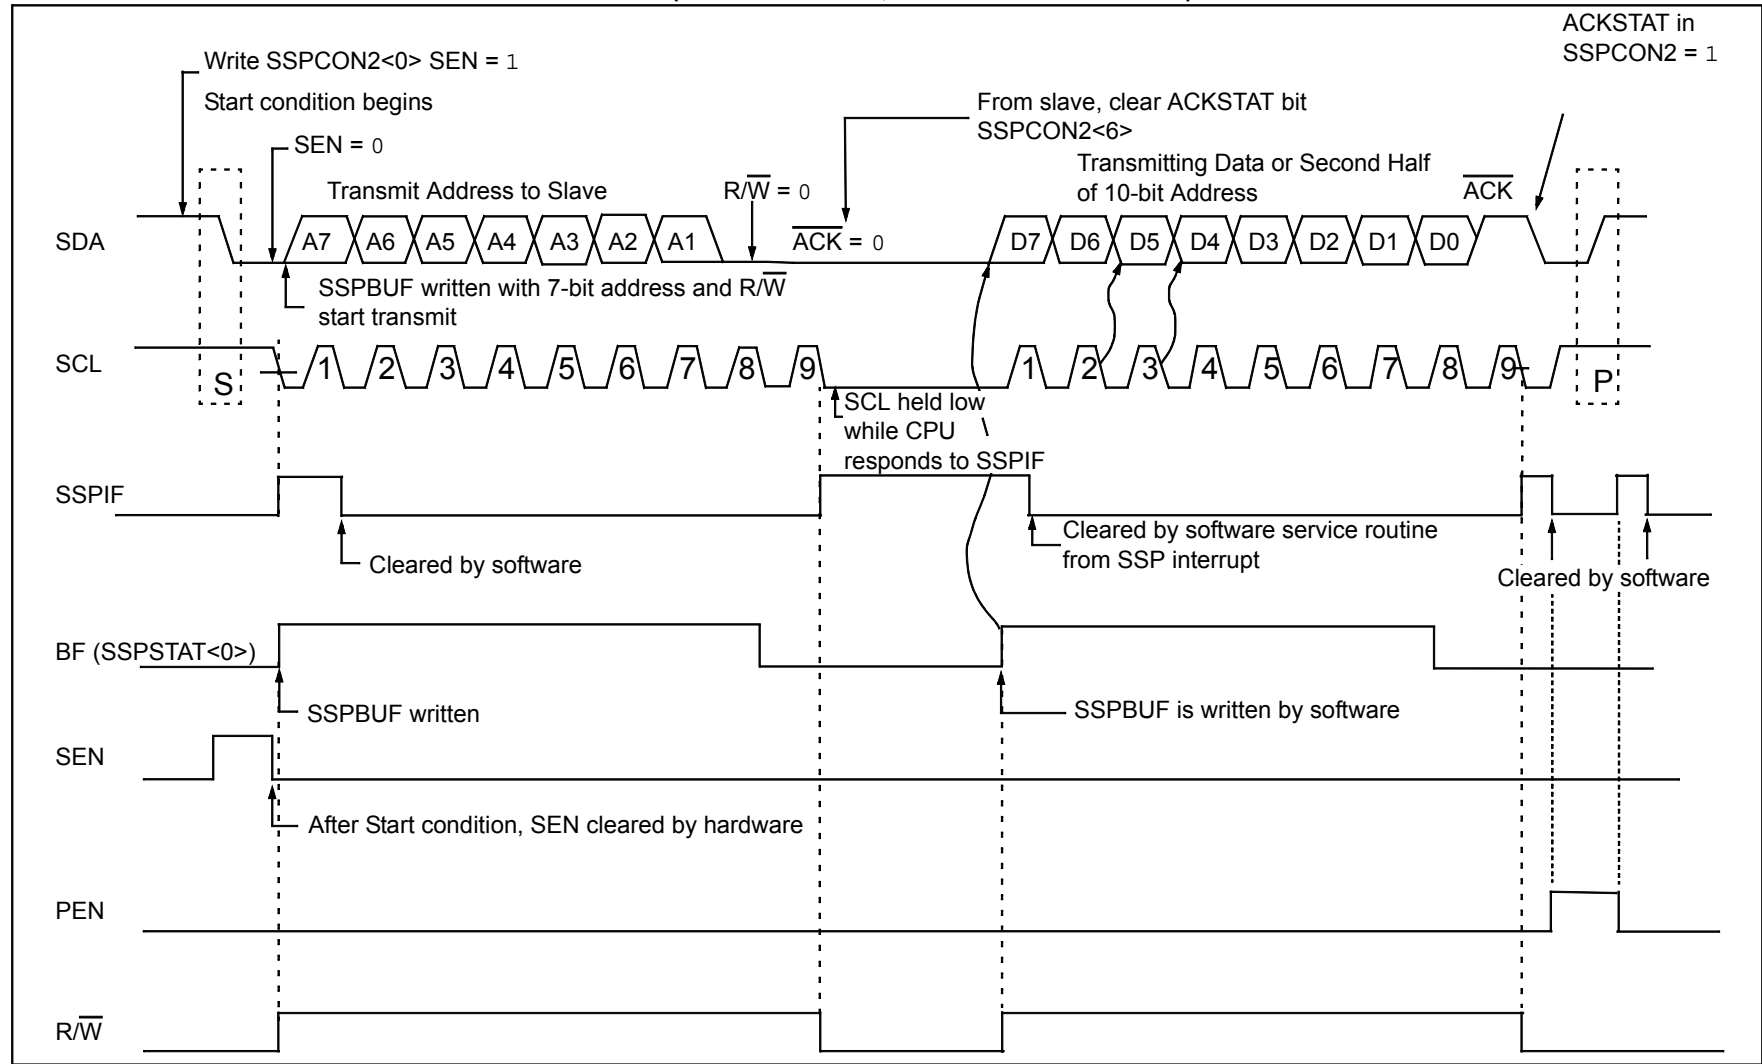 ACKSTAT in
SSPCON2 = 1
Write SSPCON2<0> SEN = 1
Start condition begins
From slave, clear ACKSTAT bit
SSPCON2<6>
SEN = 0
Transmitting Data or Second Half
of 10-bit Address
Transmit Address to Slave
R/W̅ = 0
A̅C̅K̅
SDA
A7
A6
A5
A4
A3
A2
A1
A̅C̅K̅ = 0
D7
D6
D5
D4
D3
D2
D1
D0
SSPBUF written with 7-bit address and R/W̅
start transmit
SCL
S
1
2
3
4
5
6
7
8
9
1
2
3
4
5
6
7
8
9
P
SCL held low
while CPU
responds to SSPIF
SSPIF
Cleared by software
Cleared by software service routine
from SSP interrupt
Cleared by software
BF (SSPSTAT<0>)
SSPBUF written
SSPBUF is written by software
SEN
After Start condition, SEN cleared by hardware
PEN
R/W̅